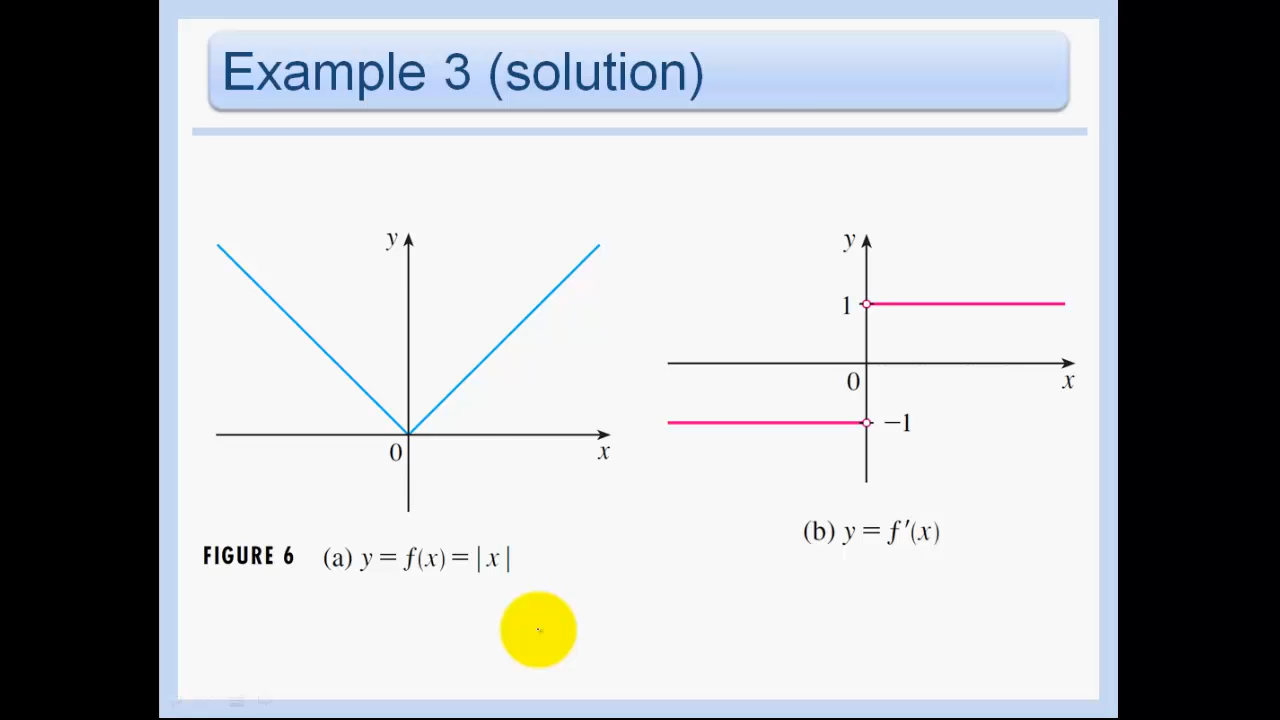 Example 3 (solution)
y
0
x
y
1
0
x
−1
FIGURE 6 (a) y = f(x) = | x |
(b) y = f′(x)